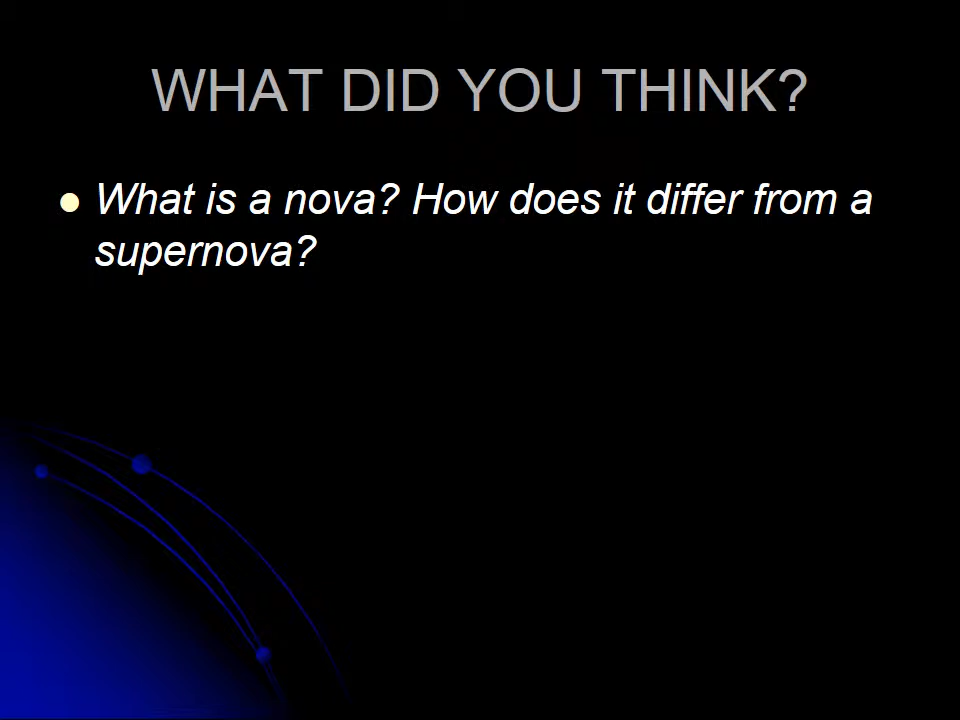 WHAT DID YOU THINK?
What is a nova? How does it differ from a
supernova?